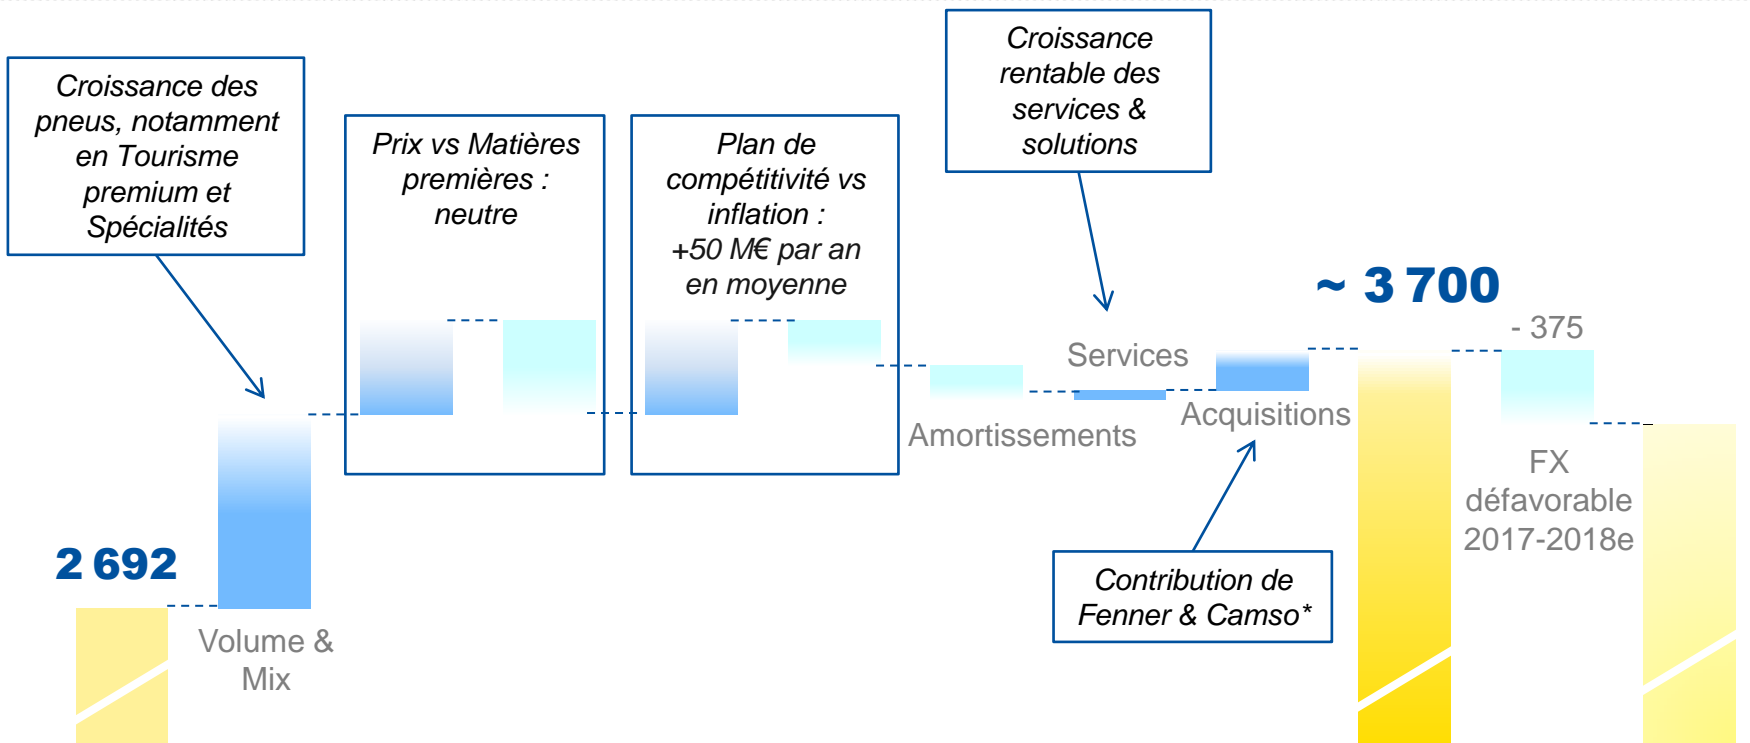 Croissance des
pneus, notamment
en Tourisme
premium et
Spécialités
Prix vs Matières
premières :
neutre
Plan de
compétitivité vs
inflation :
+50 M€ par an
en moyenne
Croissance
rentable des
services &
solutions
~ 3 700
- 375
Services
Acquisitions
Amortissements
FX
défavorable
2017-2018e
2 692
Volume &
Mix
Contribution de
Fenner & Camso*